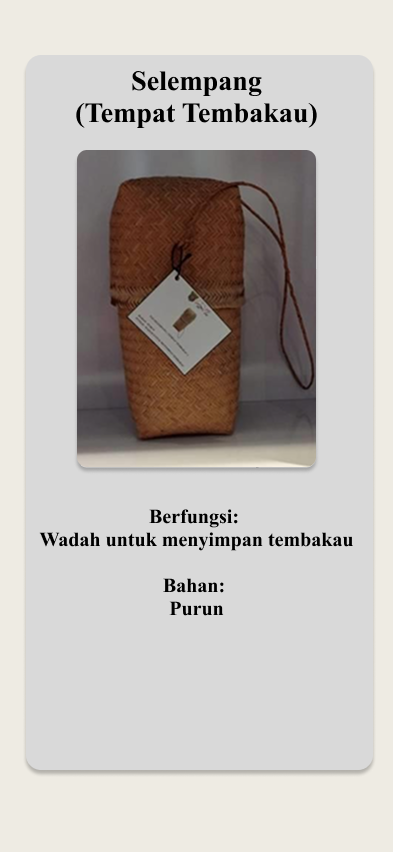 Selempang
(Tempat Tembakau)
Berfungsi:
Wadah untuk menyimpan tembakau
Bahan:
Purun